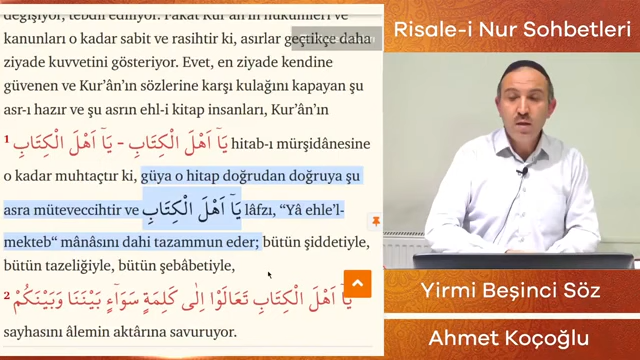 değişiyor, tebdil ediliyor. Fakat Kur'ân'ın hükümleri ve
kanunları o kadar sabit ve rasihtir ki, asırlar geçtikçe daha
ziyade kuvvetini gösteriyor. Evet, en ziyade kendine
güvenen ve Kur'ân'ın sözlerine karşı kulağını kapayan şu
asr-ı hazır ve şu asrın ehl-i kitap insanları, Kur'ân'ın
1 يَٓا اَهْلَ الْكِتَابِ - يَٓا اَهْلَ الْكِتَابِ hitab-ı mürşidânesine
o kadar muhtaçtır ki, güya o hitap doğrudan doğruya şu
asra müteveccihtir ve يَٓا اَهْلَ الْكِتَابِ lâfzı, “Yâ ehle’l-
mekteb“ mânâsını dahi tazammun eder; bütün şiddetiyle,
bütün tazeliğiyle, bütün şebâbetiyle,
2 يَٓا اَهْلَ الْكِتَابِ تَعَالَوْا اِلٰى كَلِمَةٍ سَوَٓاءٍ بَيْنَنَا وَبَيْنَكُمْ
sayhasını âlemin aktârına savuruyor.
Risale-i Nur Sohbetleri
Yirmi Beşinci Söz
Ahmet Koçoğlu